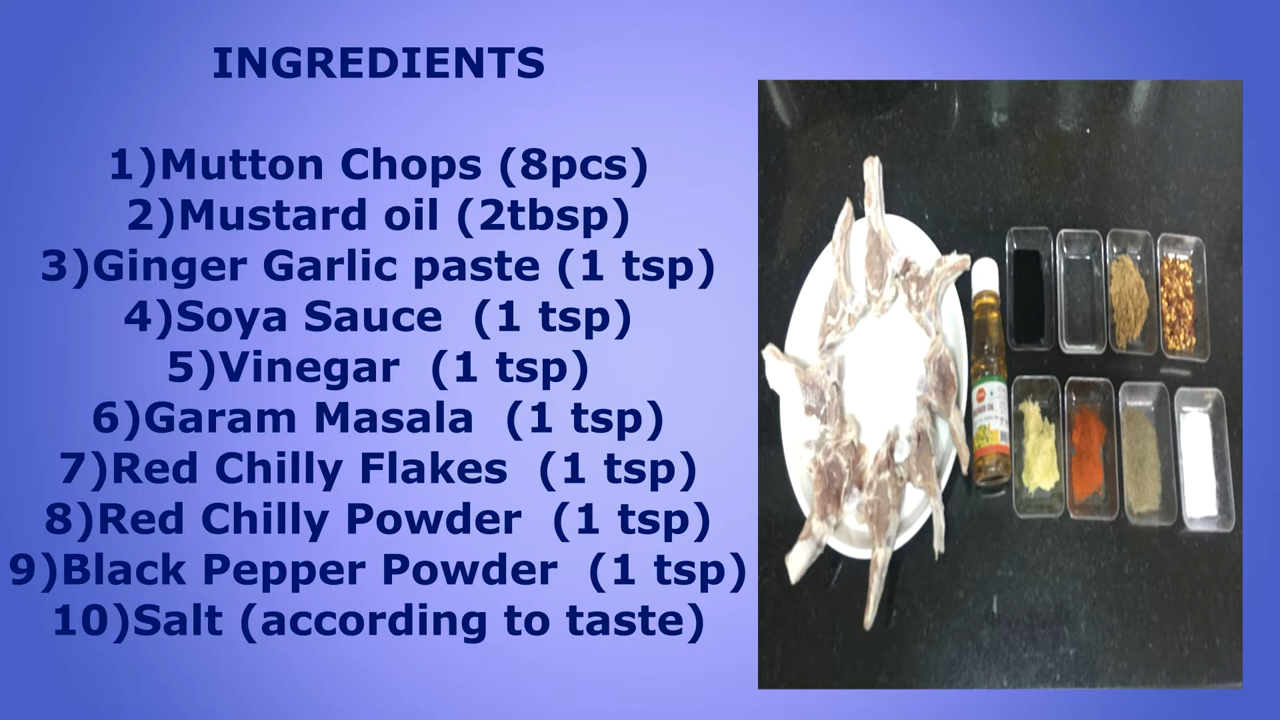 INGREDIENTS
1)Mutton Chops (8pcs)
2)Mustard oil (2tbsp)
3)Ginger Garlic paste (1 tsp)
4)Soya Sauce  (1 tsp)
5)Vinegar  (1 tsp)
6)Garam Masala  (1 tsp)
7)Red Chilly Flakes  (1 tsp)
8)Red Chilly Powder  (1 tsp)
9)Black Pepper Powder  (1 tsp)
10)Salt (according to taste)